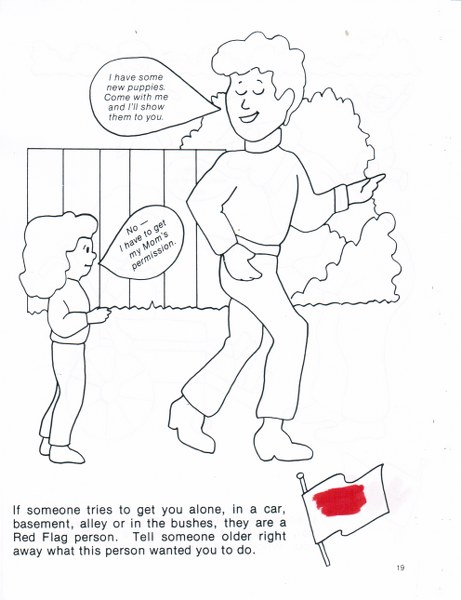 I have some
new puppies.
Come with me
and I'll show
them to you.
No —
I have to get
my Mom's
permission.
If someone tries to get you alone, in a car,
basement, alley or in the bushes, they are a
Red Flag person. Tell someone older right
away what this person wanted you to do.
19